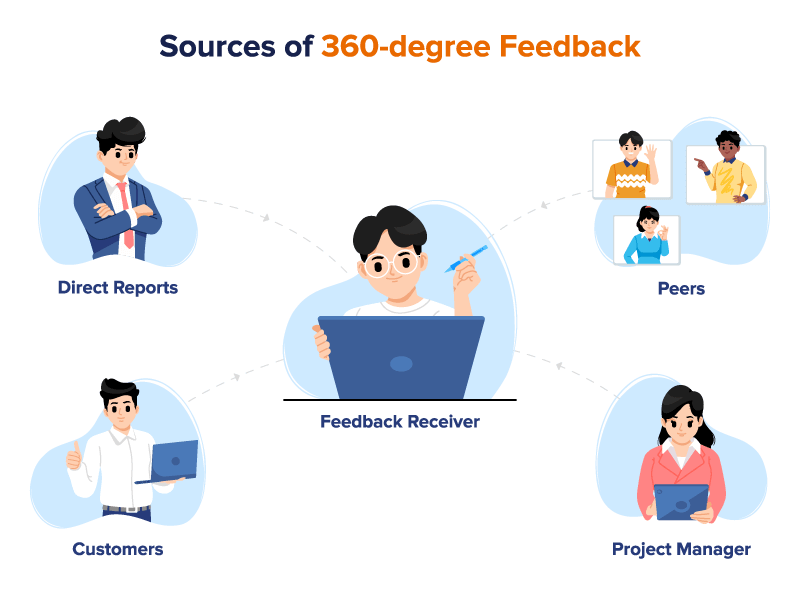 Sources of 360-degree Feedback
Direct Reports
Peers
Feedback Receiver
Customers
Project Manager